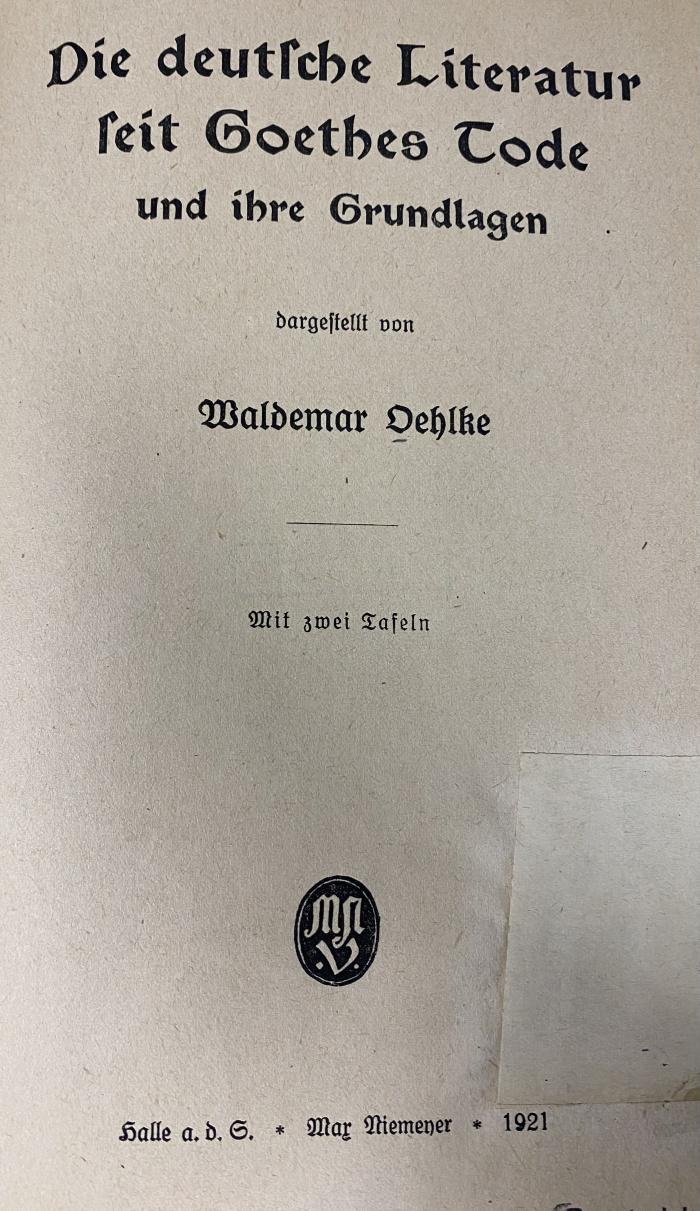 Die deutſche Literatur
ſeit Goethes Tode
und ihre Grundlagen
dargeſtellt von
Waldemar Oehlke
Mit zwei Tafeln
MN
.V.
Halle a. d. S. * Max Niemeyer * 1921